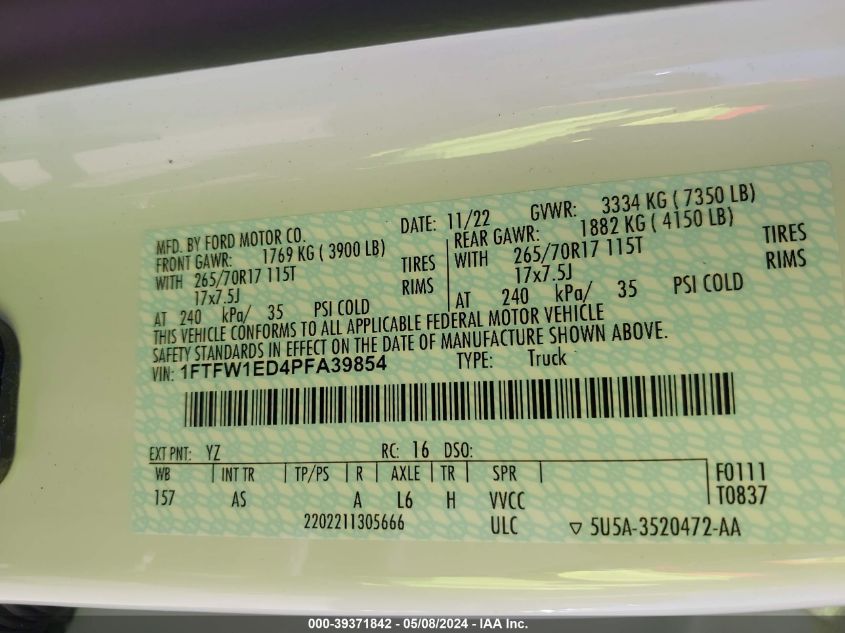 MFD. BY FORD MOTOR CO. DATE: 11/22 GVWR: 3334 KG ( 7350 LB)
FRONT GAWR: 1769 KG ( 3900 LB) REAR GAWR: 1882 KG ( 4150 LB)
WITH 265/70R17 115T TIRES WITH 265/70R17 115T TIRES
17x7.5J RIMS 17x7.5J RIMS
AT 240 kPa/ 35 PSI COLD AT 240 kPa/ 35 PSI COLD
THIS VEHICLE CONFORMS TO ALL APPLICABLE FEDERAL MOTOR VEHICLE
SAFETY STANDARDS IN EFFECT ON THE DATE OF MANUFACTURE SHOWN ABOVE.
VIN: 1FTFW1ED4PFA39854 TYPE: Truck
EXT PNT: YZ RC: 16 DSO:
WB INT TR TP/PS R AXLE TR SPR F0111
157 AS A L6 H VVCC T0837
2202211305666 ULC ▽ 5U5A-3520472-AA
000-39371842 - 05/08/2024 - IAA Inc.